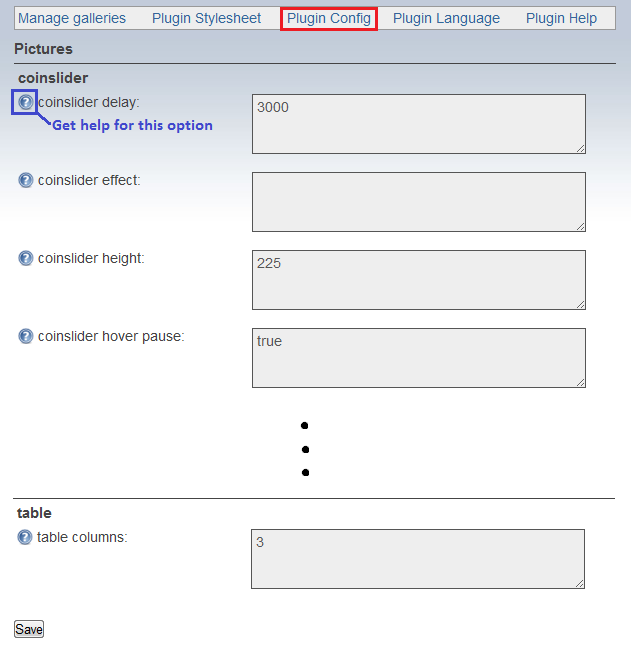 Manage galleries Plugin Stylesheet Plugin Config Plugin Language Plugin Help
Pictures
coinslider
? coinslider delay: 3000
Get help for this option
? coinslider effect:
? coinslider height: 225
? coinslider hover pause: true
table
? table columns: 3
Save